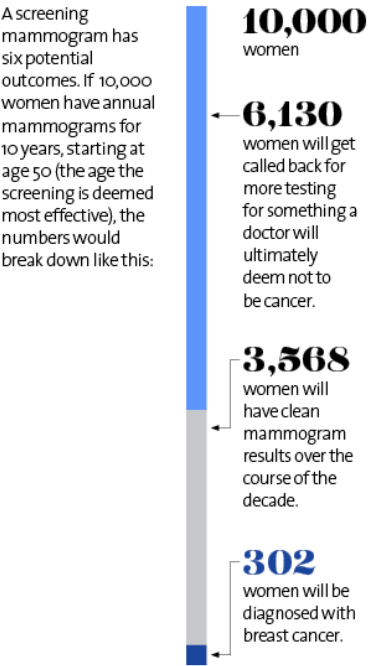 A screening
mammogram has
six potential
outcomes. If 10,000
women have annual
mammograms for
10 years, starting at
age 50 (the age the
screening is deemed
most effective), the
numbers would
break down like this:
10,000
women
6,130
women will get
called back for
more testing
for something a
doctor will
ultimately
deem not to
be cancer.
3,568
women will
have clean
mammogram
results over the
course of the
decade.
302
women will be
diagnosed with
breast cancer.